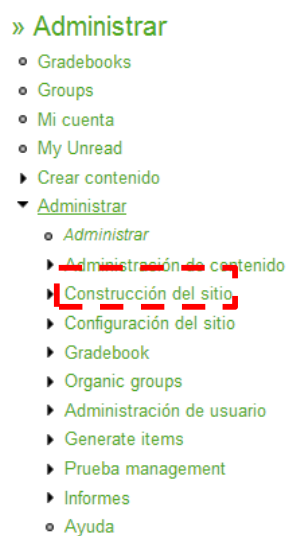 » Administrar
Gradebooks
Groups
Mi cuenta
My Unread
Crear contenido
Administrar
Administrar
Administración de contenido
Construcción del sitio
Configuración del sitio
Gradebook
Organic groups
Administración de usuario
Generate items
Prueba management
Informes
Ayuda